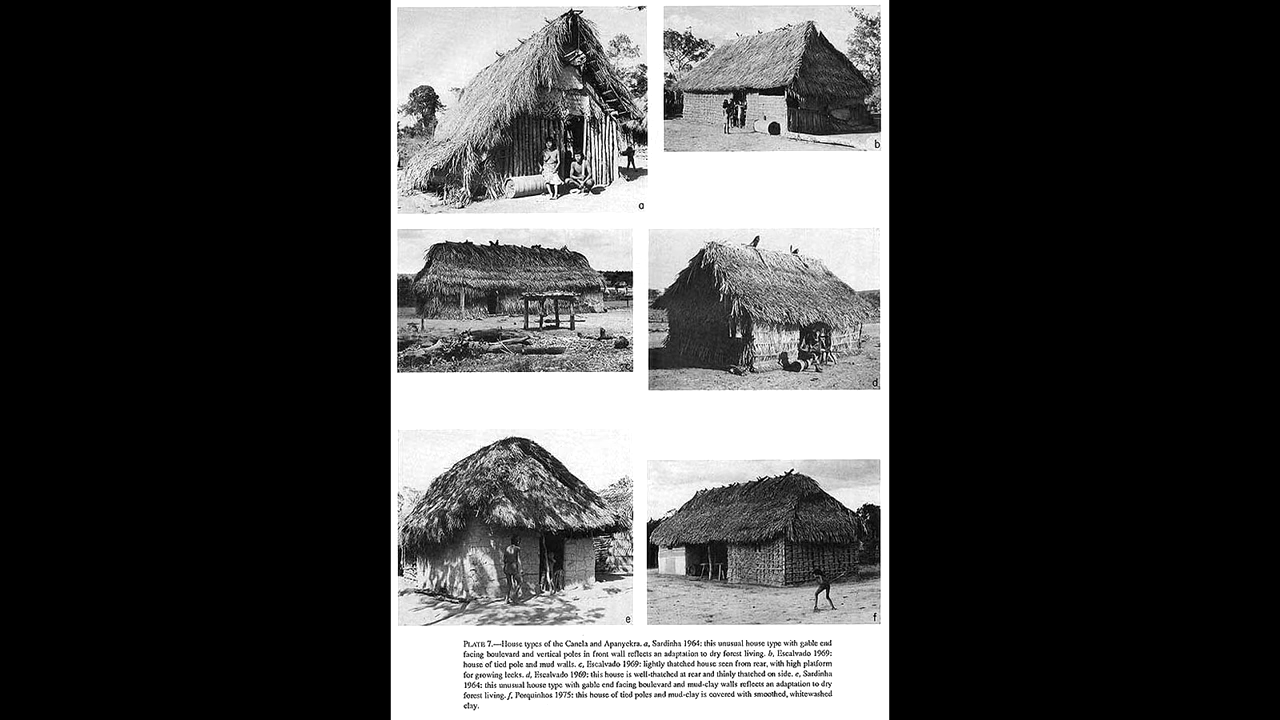 a
b
c
d
e
f
PLATE 7.—House types of the Canela and Apanyekra. a, Sardinha 1964: this unusual house type with gable end
facing boulevard and vertical poles in front wall reflects an adaptation to dry forest living. b, Escalvado 1969:
house of tied pole and mud walls. c, Escalvado 1969: lightly thatched house seen from rear, with high platform
for growing leeks. d, Escalvado 1969: this house is well-thatched at rear and thinly thatched on side. e, Sardinha
1964: this unusual house type with gable end facing boulevard and mud-clay walls reflects an adaptation to dry
forest living. f, Porquinhos 1975: this house of tied poles and mud-clay is covered with smoothed, whitewashed
clay.